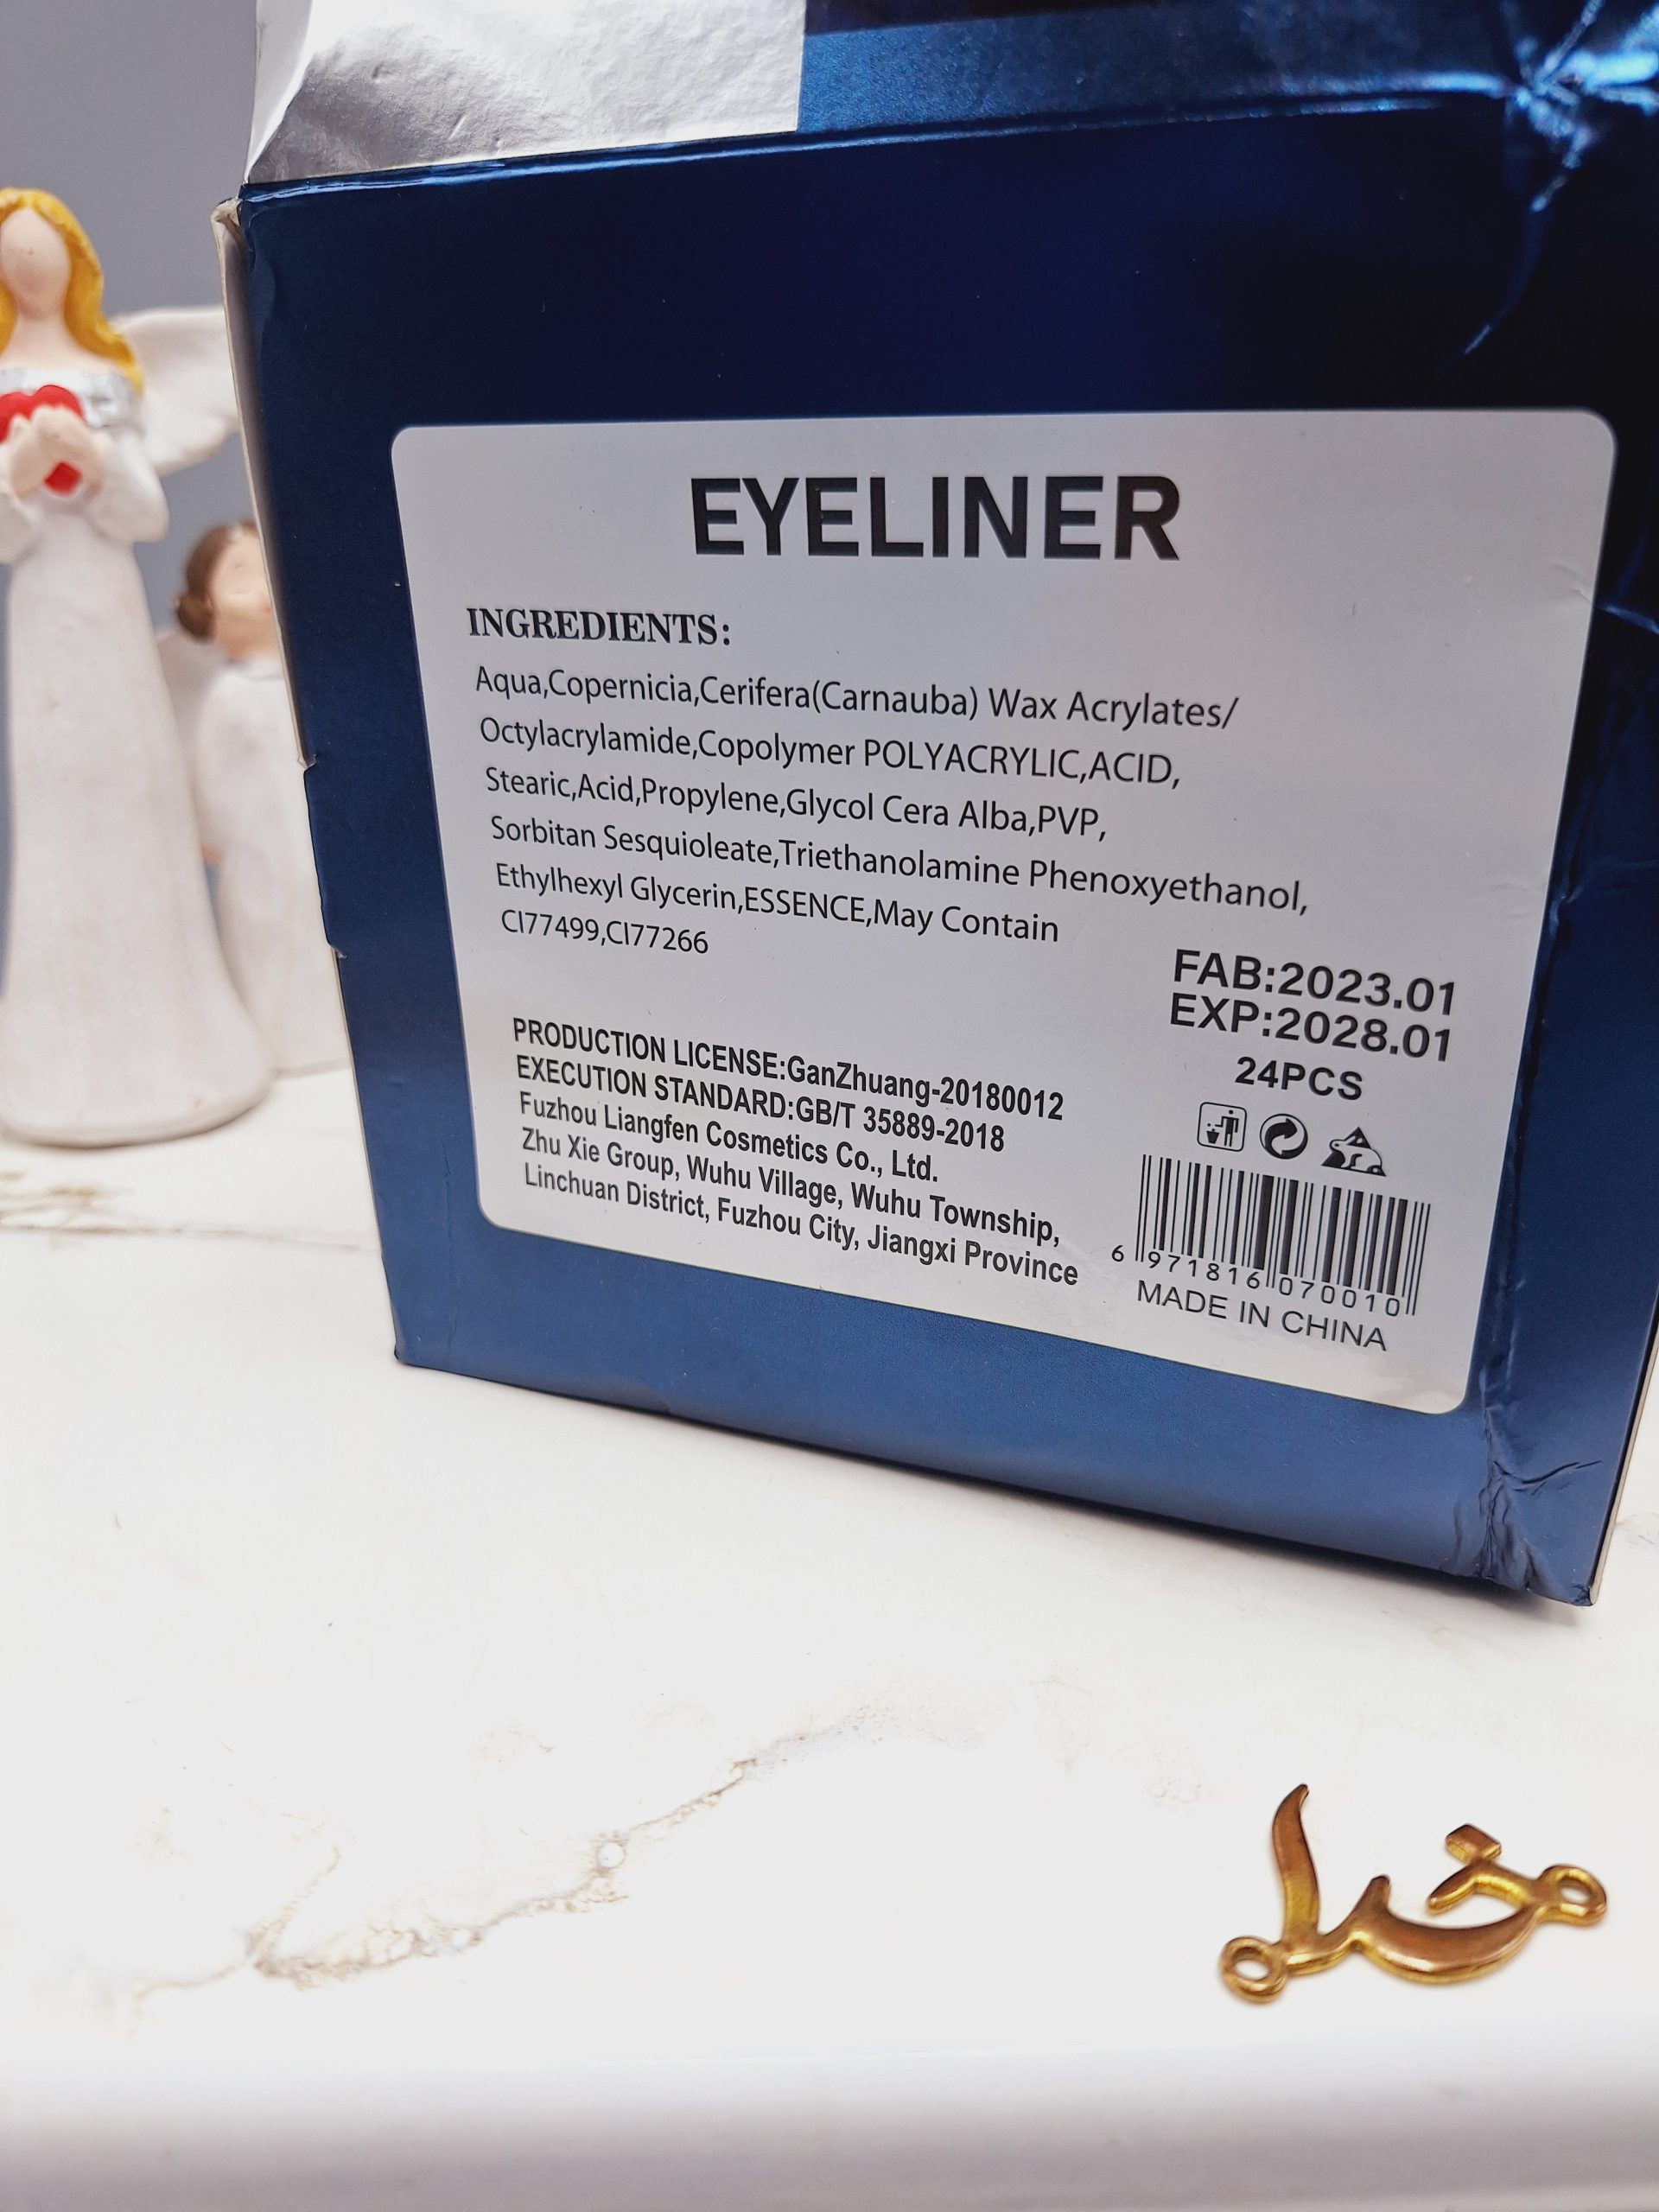 EYELINER
INGREDIENTS:
Aqua,Copernicia,Cerifera(Carnauba) Wax Acrylates/
Octylacrylamide,Copolymer POLYACRYLIC,ACID,
Stearic,Acid,Propylene,Glycol Cera Alba,PVP,
Sorbitan Sesquioleate,Triethanolamine Phenoxyethanol,
Ethylhexyl Glycerin,ESSENCE,May Contain
CI77499,CI77266
FAB:2023.01
EXP:2028.01
24PCS
PRODUCTION LICENSE:GanZhuang-20180012
EXECUTION STANDARD:GB/T 35889-2018
Fuzhou Liangfen Cosmetics Co., Ltd.
Zhu Xie Group, Wuhu Village, Wuhu Township,
Linchuan District, Fuzhou City, Jiangxi Province
6 971816 070010
MADE IN CHINA
خدا